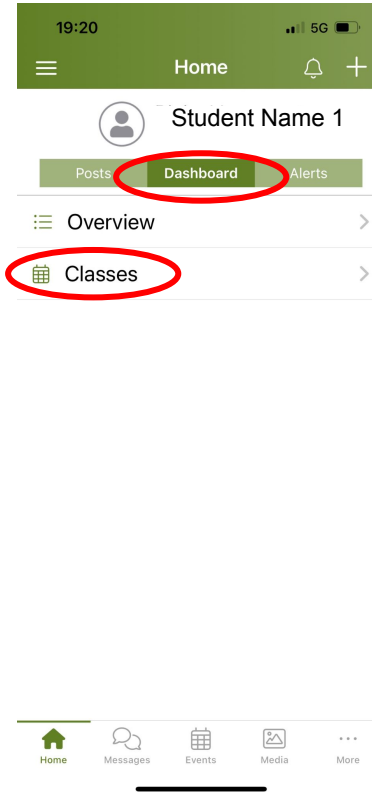 19:20 5G
Home
Student Name 1
Posts Dashboard Alerts
Overview
Classes
Home Messages Events Media More